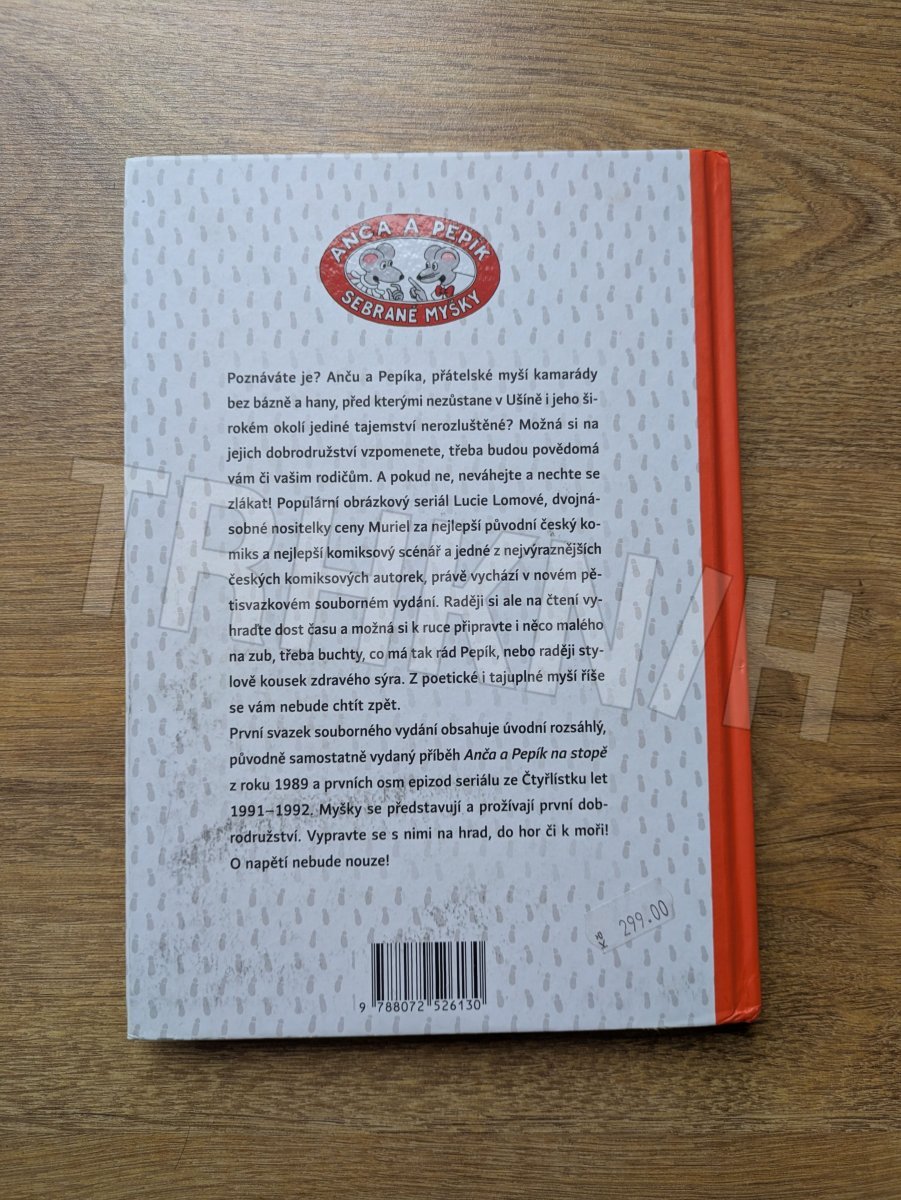 ANČA A PEPÍK
SEBRANÉ MYŠKY
Poznáváte je? Anču a Pepíka, přátelské myší kamarády
bez bázně a hany, před kterými nezůstane v Ušíně i jeho ši-
rokém okolí jediné tajemství nerozluštěné? Možná si na
jejich dobrodružství vzpomenete, třeba budou povědomá
vám či vašim rodičům. A pokud ne, neváhejte a nechte se
zlákat! Populární obrázkový seriál Lucie Lomové, dvojná-
sobné nositelky ceny Muriel za nejlepší původní český ko-
miks a nejlepší komiksový scénář a jedné z nejvýraznějších
českých komiksových autorek, právě vychází v novém pě-
tisvazkovém souborném vydání. Raději si ale na čtení vy-
hraďte dost času a možná si k ruce připravte i něco malého
na zub, třeba buchty, co má tak rád Pepík, nebo raději sty-
lově kousek zdravého sýra. Z poetické i tajuplné myší říše
se vám nebude chtít zpět.
První svazek souborného vydání obsahuje úvodní rozsáhlý,
původně samostatně vydaný příběh Anča a Pepík na stopě
z roku 1989 a prvních osm epizod seriálu ze Čtyřlístku let
1991–1992. Myšky se představují a prožívají první dob-
rodružství. Vypravte se s nimi na hrad, do hor či k moři!
O napětí nebude nouze!
Kč 299.00
9 788072 526130
TRHKNIH